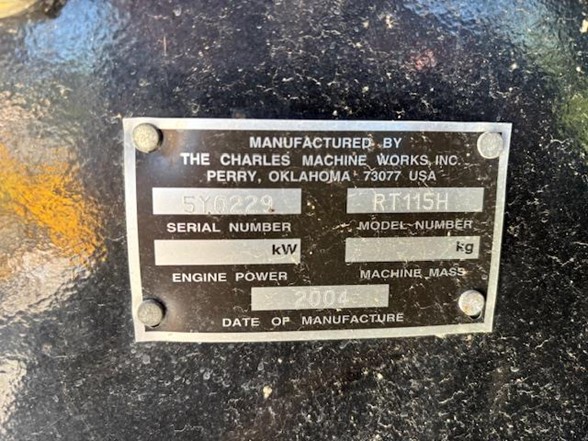 MANUFACTURED BY
THE CHARLES MACHINE WORKS, INC.
PERRY, OKLAHOMA 73077 USA
5Y0229 RT115H
SERIAL NUMBER MODEL NUMBER
kW kg
ENGINE POWER MACHINE MASS
2004
DATE OF MANUFACTURE